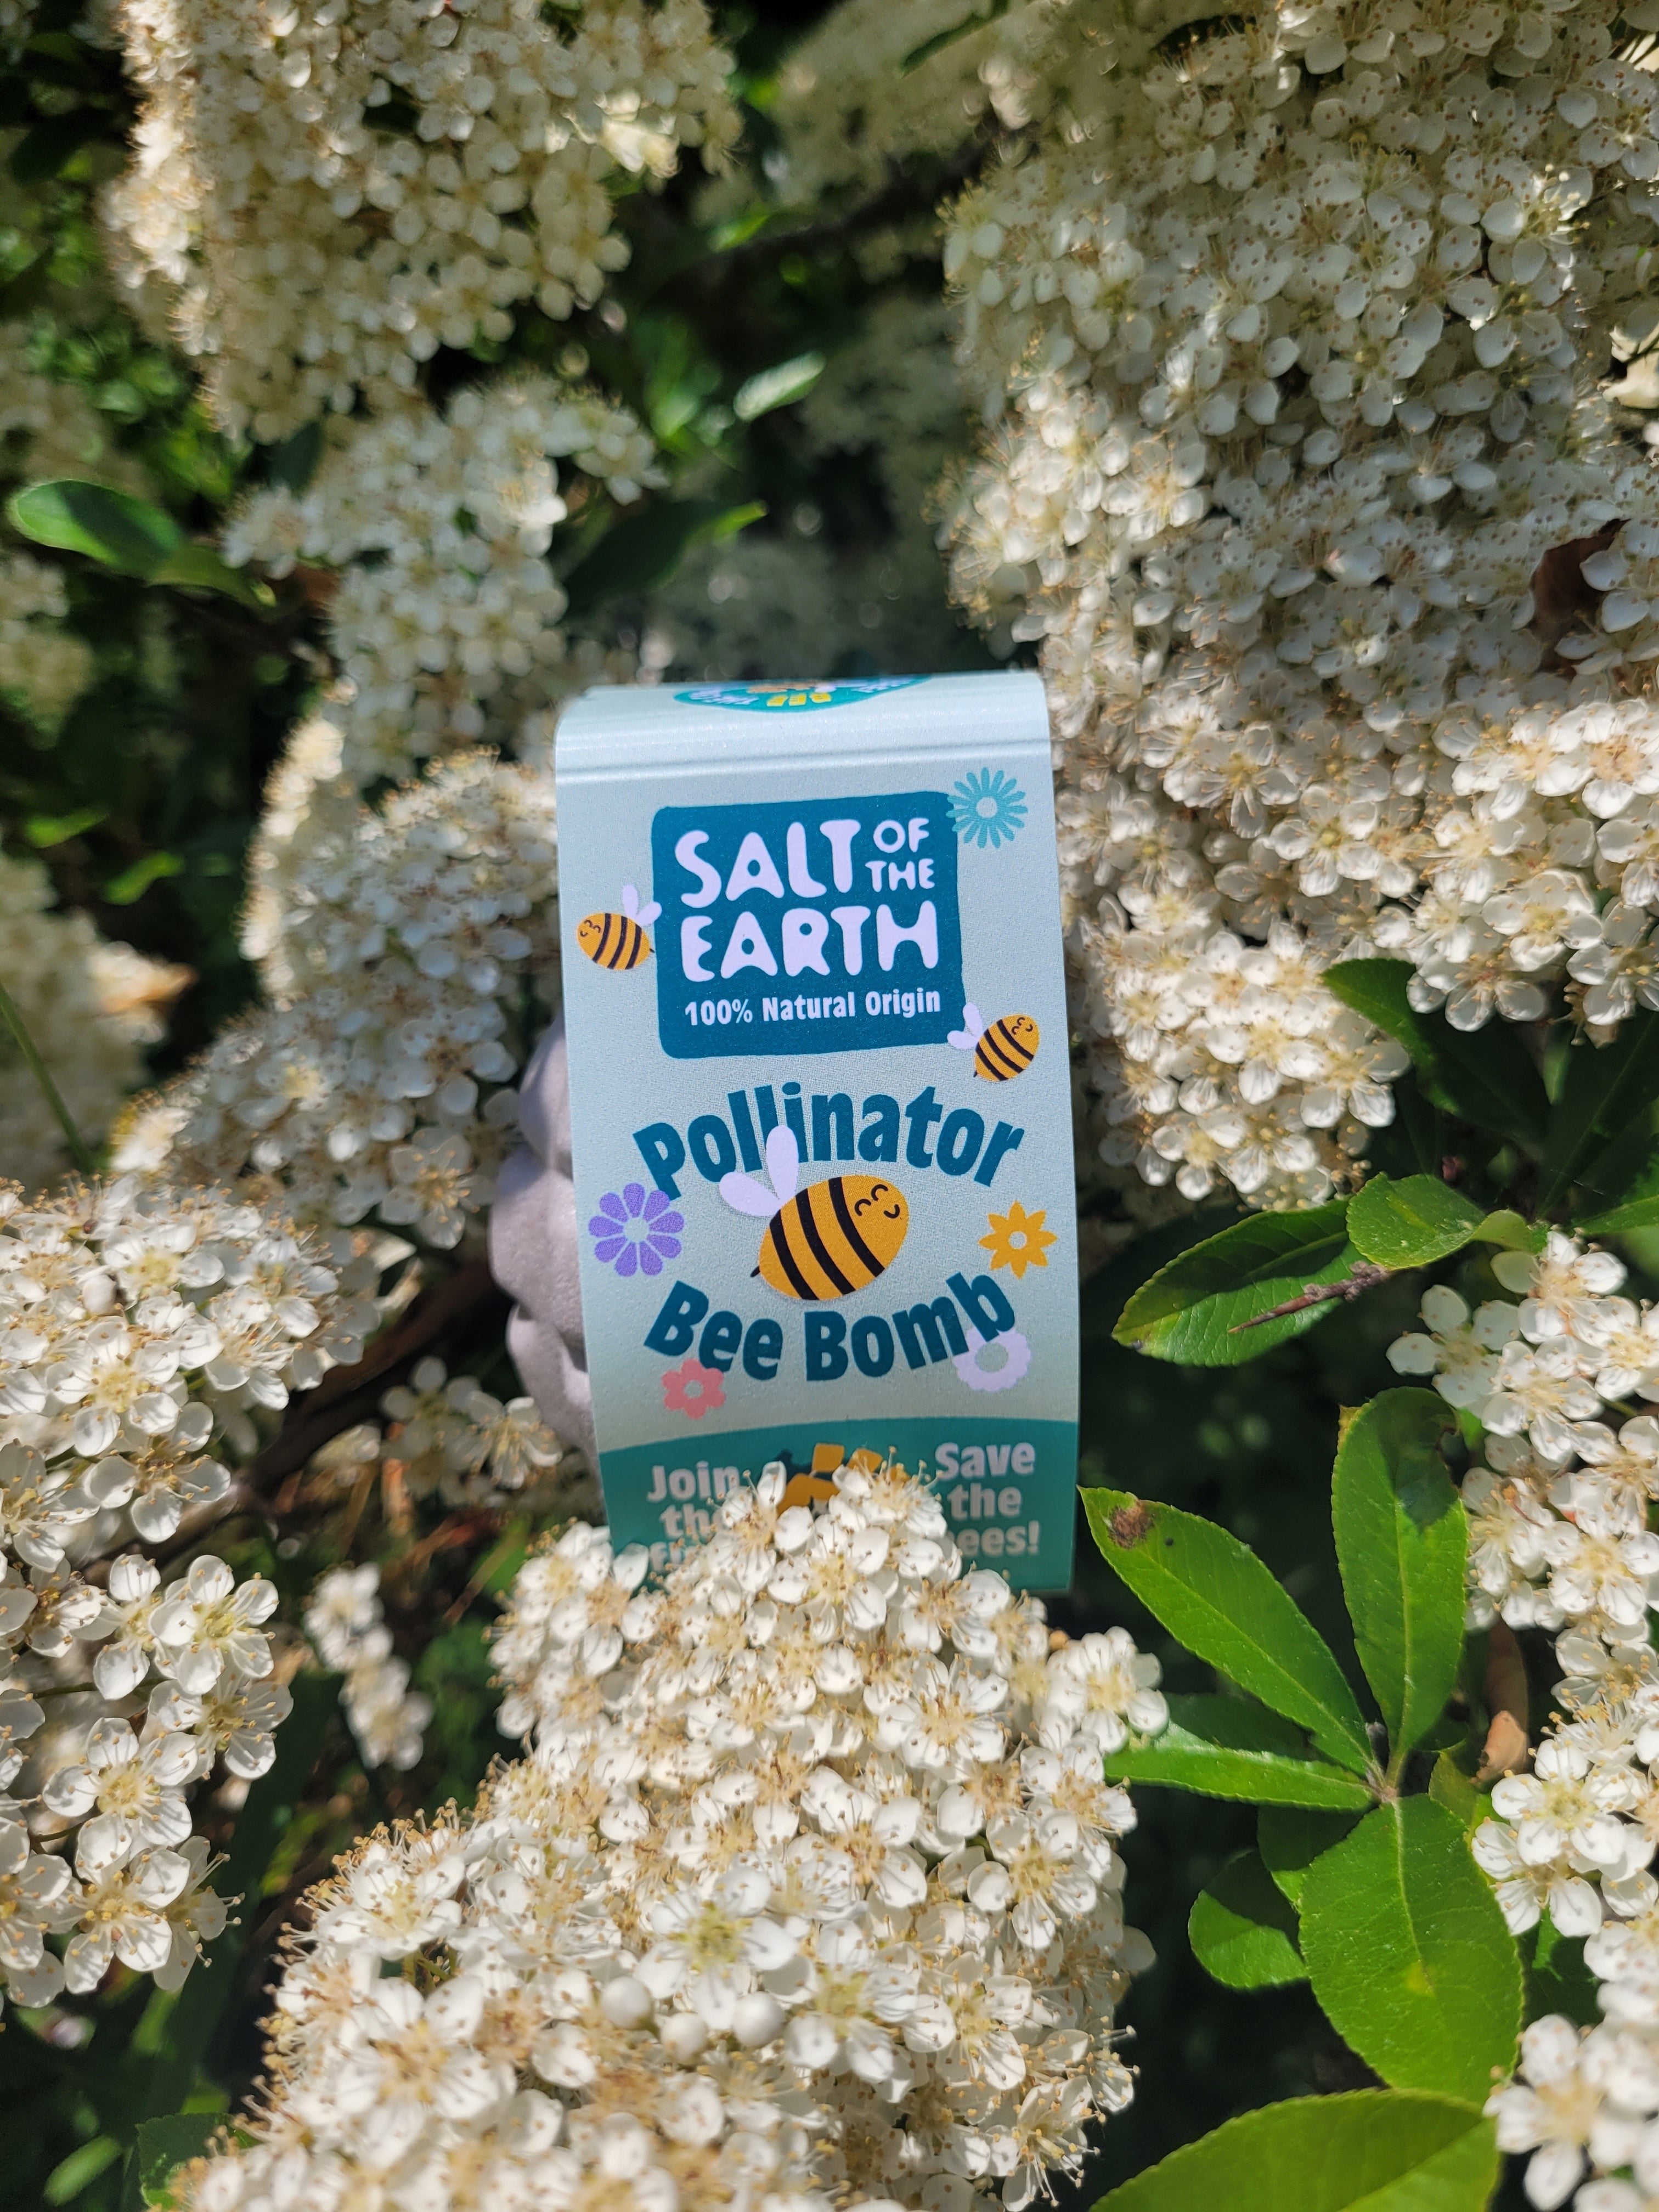 SALT OF
THE
EARTH
100% Natural Origin
Pollinator
Bee Bomb
Join
Save
the